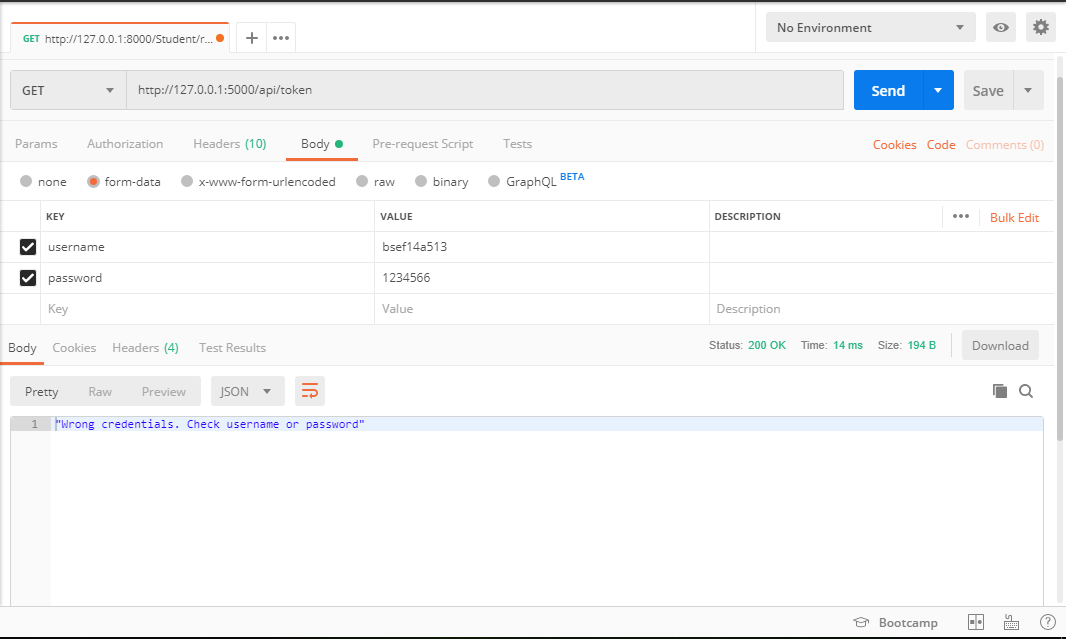 GET http://127.0.0.1:8000/Student/r...
No Environment
GET http://127.0.0.1:5000/api/token Send Save
Params Authorization Headers (10) Body Pre-request Script Tests Cookies Code Comments (0)
none form-data x-www-form-urlencoded raw binary GraphQL BETA
KEY VALUE DESCRIPTION Bulk Edit
username bsef14a513
password 1234566
Key Value Description
Body Cookies Headers (4) Test Results Status: 200 OK Time: 14 ms Size: 194 B Download
Pretty Raw Preview JSON
1 "Wrong credentials. Check username or password"
Bootcamp